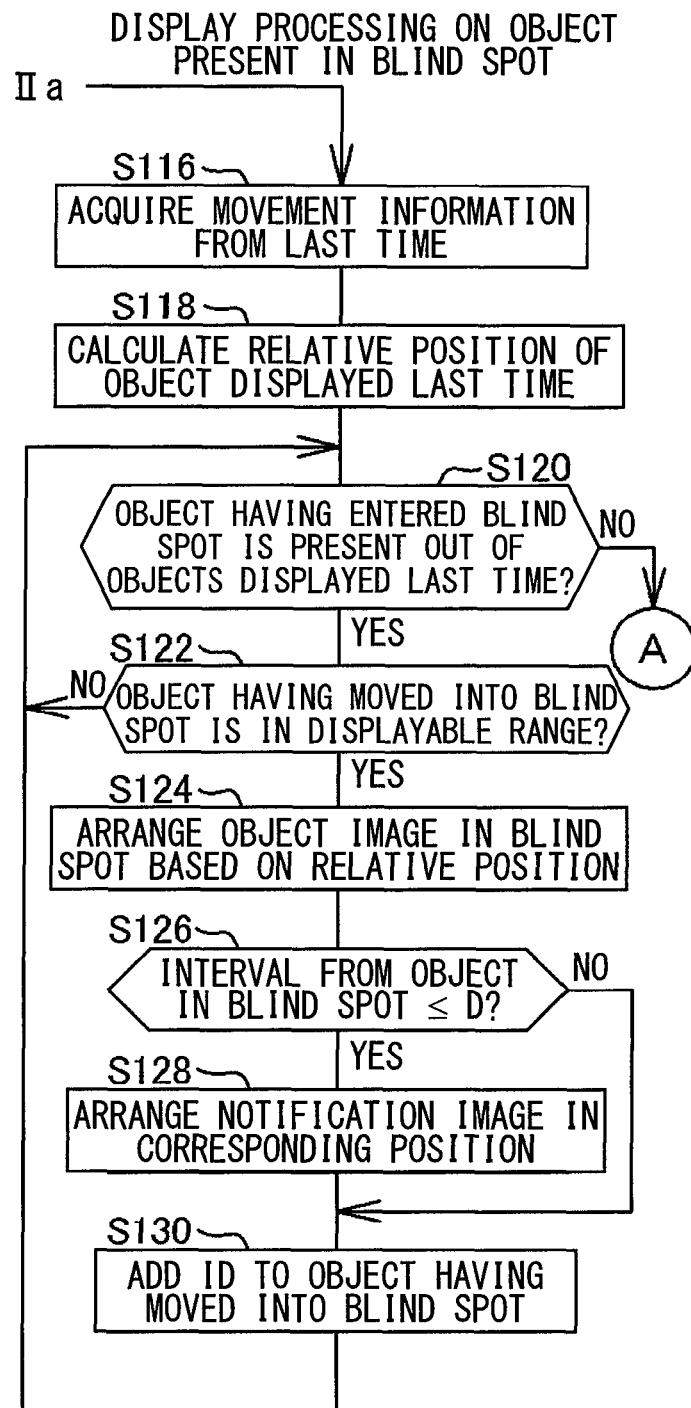 DISPLAY PROCESSING ON OBJECT
PRESENT IN BLIND SPOT
Ⅱa
S116
ACQUIRE MOVEMENT INFORMATION
FROM LAST TIME
S118
CALCULATE RELATIVE POSITION OF
OBJECT DISPLAYED LAST TIME
S120
OBJECT HAVING ENTERED BLIND
SPOT IS PRESENT OUT OF
OBJECTS DISPLAYED LAST TIME?
NO
A
YES
S122
NO
OBJECT HAVING MOVED INTO BLIND
SPOT IS IN DISPLAYABLE RANGE?
YES
S124
ARRANGE OBJECT IMAGE IN BLIND
SPOT BASED ON RELATIVE POSITION
S126
INTERVAL FROM OBJECT
IN BLIND SPOT ≤ D?
NO
YES
S128
ARRANGE NOTIFICATION IMAGE IN
CORRESPONDING POSITION
S130
ADD ID TO OBJECT HAVING
MOVED INTO BLIND SPOT